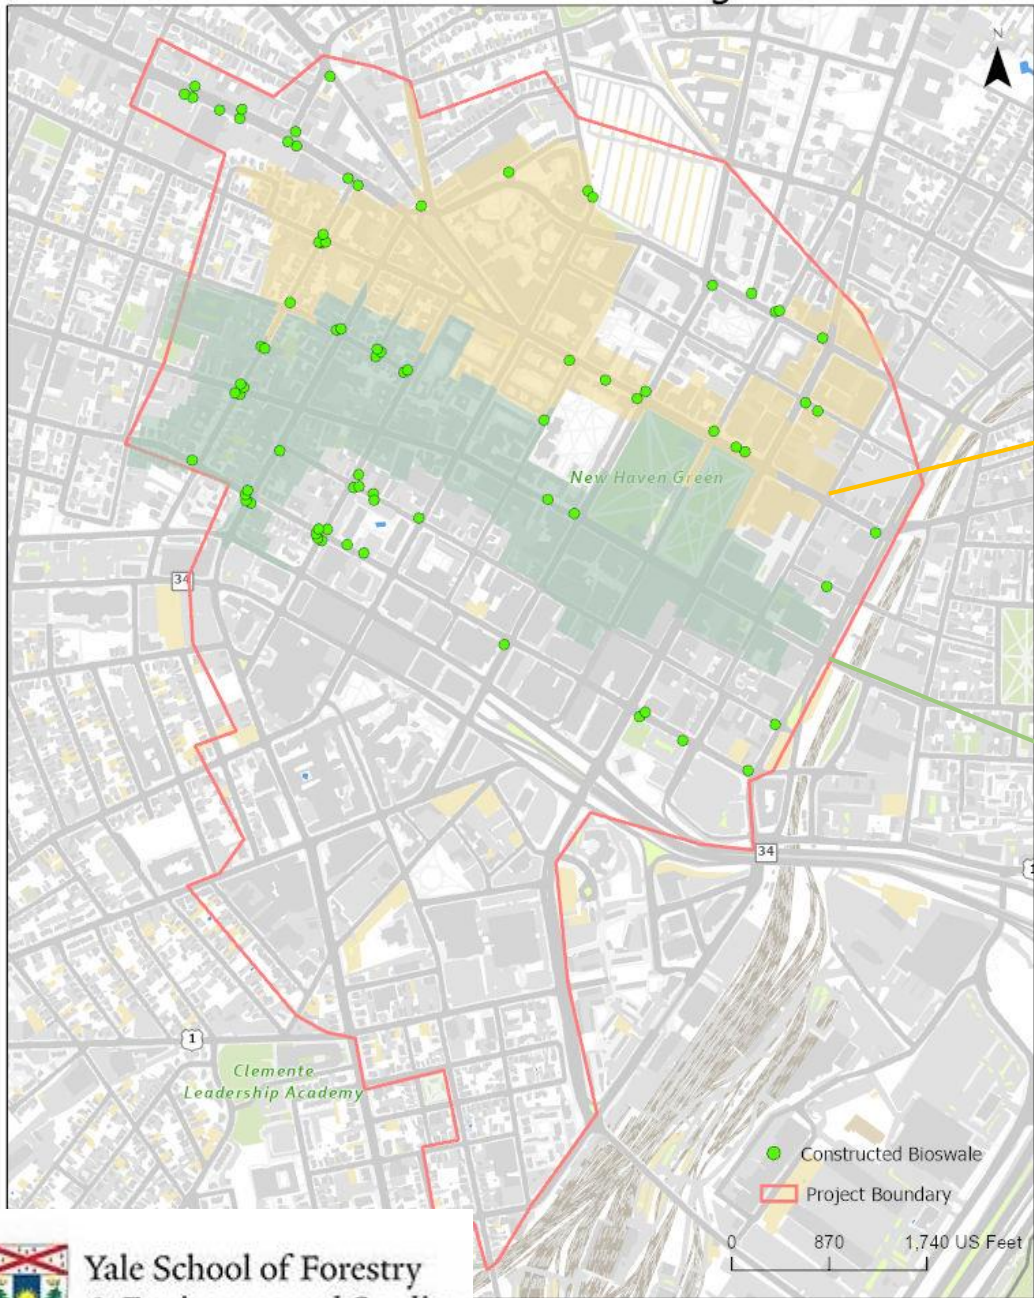 N
New Haven Green
34
34
1
1
Clemente
Leadership Academy
Constructed Bioswale
Project Boundary
0 870 1,740 US Feet
Yale School of Forestry